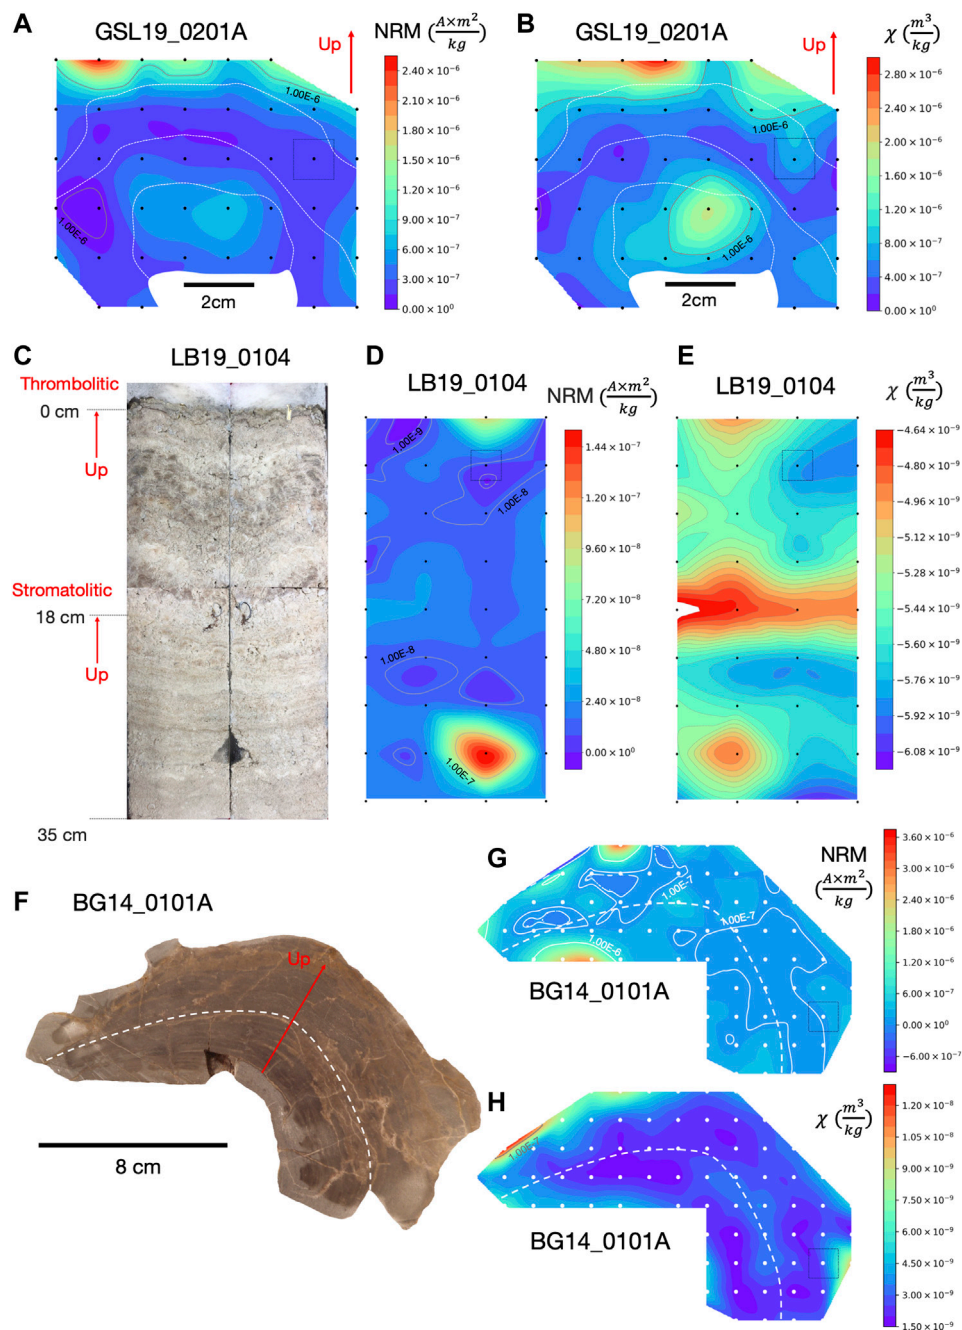 A
GSL19_0201A
Up
NRM (A×m²/kg)
2.40 × 10⁻⁶
2.10 × 10⁻⁶
1.80 × 10⁻⁶
1.50 × 10⁻⁶
1.20 × 10⁻⁶
9.00 × 10⁻⁷
6.00 × 10⁻⁷
3.00 × 10⁻⁷
0.00 × 10⁰
1.00E-6
1.00E-6
2cm
B
GSL19_0201A
Up
χ (m³/kg)
2.80 × 10⁻⁶
2.40 × 10⁻⁶
2.00 × 10⁻⁶
1.60 × 10⁻⁶
1.20 × 10⁻⁶
8.00 × 10⁻⁷
4.00 × 10⁻⁷
0.00 × 10⁰
1.00E-6
1.00E-6
2cm
C
LB19_0104
Thrombolitic
0 cm
Up
Stromatolitic
18 cm
Up
35 cm
D
LB19_0104
NRM (A×m²/kg)
1.44 × 10⁻⁷
1.20 × 10⁻⁷
9.60 × 10⁻⁸
7.20 × 10⁻⁸
4.80 × 10⁻⁸
2.40 × 10⁻⁸
0.00 × 10⁰
1.00E-8
1.00E-8
1.00E-7
E
LB19_0104
χ (m³/kg)
−4.64 × 10⁻⁹
−4.80 × 10⁻⁹
−4.96 × 10⁻⁹
−5.12 × 10⁻⁹
−5.28 × 10⁻⁹
−5.44 × 10⁻⁹
−5.60 × 10⁻⁹
−5.76 × 10⁻⁹
−5.92 × 10⁻⁹
−6.08 × 10⁻⁹
F
BG14_0101A
Up
8 cm
G
NRM
(A×m²/kg)
3.60 × 10⁻⁶
3.00 × 10⁻⁶
2.40 × 10⁻⁶
1.80 × 10⁻⁶
1.20 × 10⁻⁶
6.00 × 10⁻⁷
0.00 × 10⁰
−6.00 × 10⁻⁷
1.00E-7
1.00E-7
1.00E-6
BG14_0101A
H
χ (m³/kg)
1.20 × 10⁻⁸
1.05 × 10⁻⁸
9.00 × 10⁻⁹
7.50 × 10⁻⁹
6.00 × 10⁻⁹
4.50 × 10⁻⁹
3.00 × 10⁻⁹
1.50 × 10⁻⁹
1.00E-7
BG14_0101A